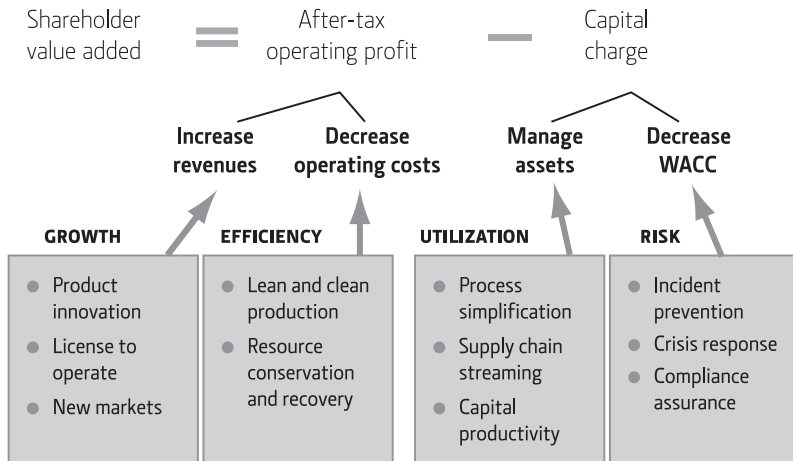 Shareholder
value added
=
After-tax
operating profit
—
Capital
charge
Increase
revenues
Decrease
operating costs
Manage
assets
Decrease
WACC
GROWTH
• Product
innovation
• License to
operate
• New markets
EFFICIENCY
• Lean and clean
production
• Resource
conservation
and recovery
UTILIZATION
• Process
simplification
• Supply chain
streaming
• Capital
productivity
RISK
• Incident
prevention
• Crisis response
• Compliance
assurance